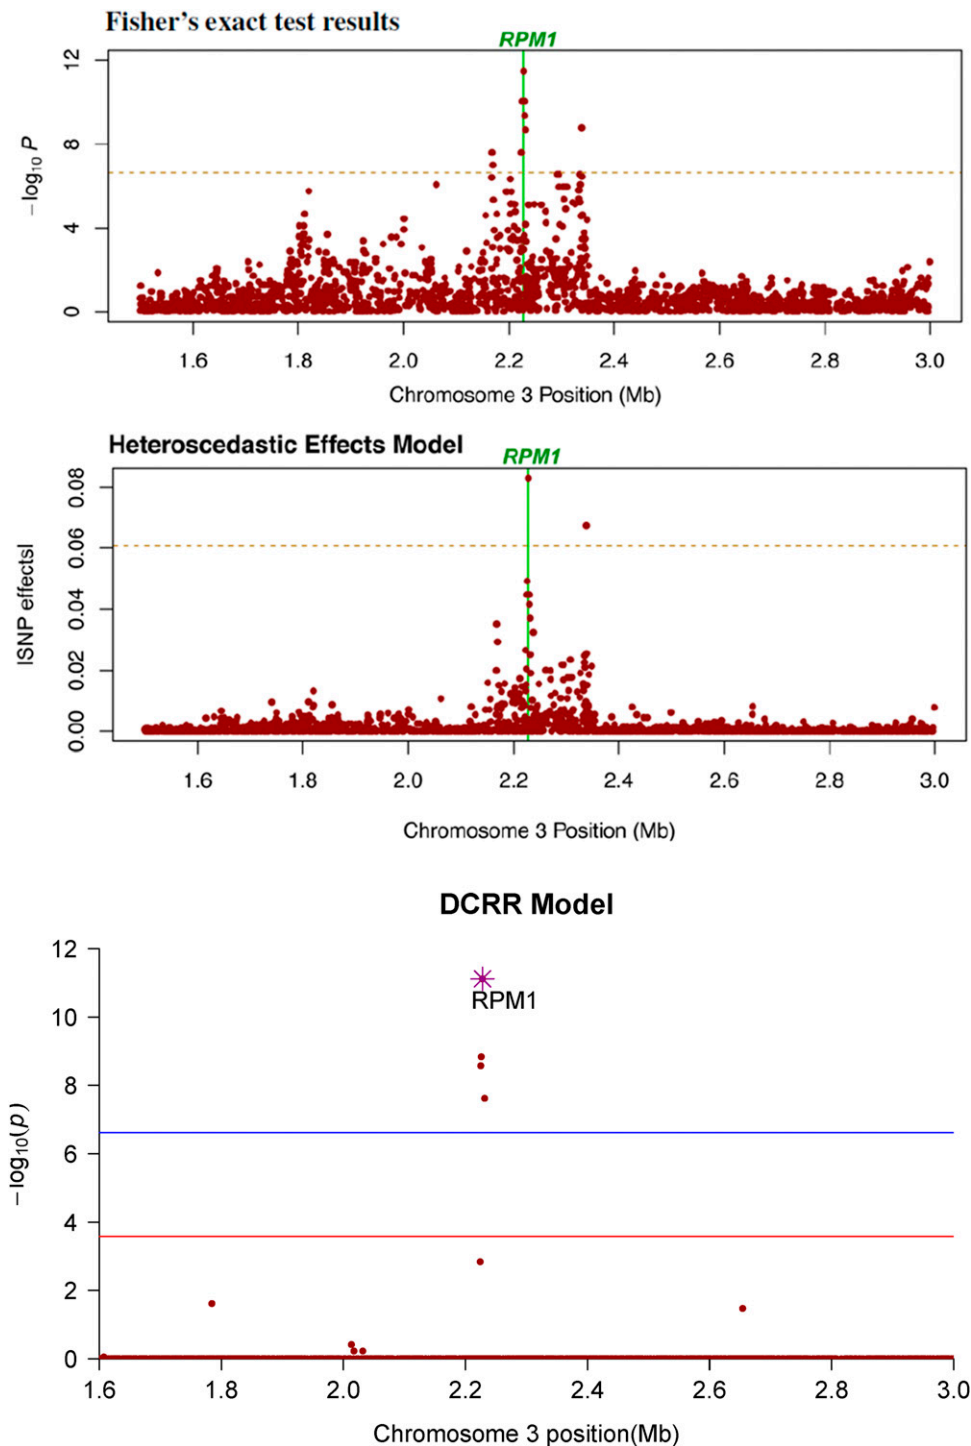 Fisher's exact test results
RPM1
12
8
4
0
−log10 P
1.6 1.8 2.0 2.2 2.4 2.6 2.8 3.0
Chromosome 3 Position (Mb)
Heteroscedastic Effects Model
RPM1
0.08
0.06
0.04
0.02
0.00
ISNP effectsI
1.6 1.8 2.0 2.2 2.4 2.6 2.8 3.0
Chromosome 3 Position (Mb)
DCRR Model
12
10
8
6
4
2
0
−log10(p)
RPM1
1.6 1.8 2.0 2.2 2.4 2.6 2.8 3.0
Chromosome 3 position(Mb)